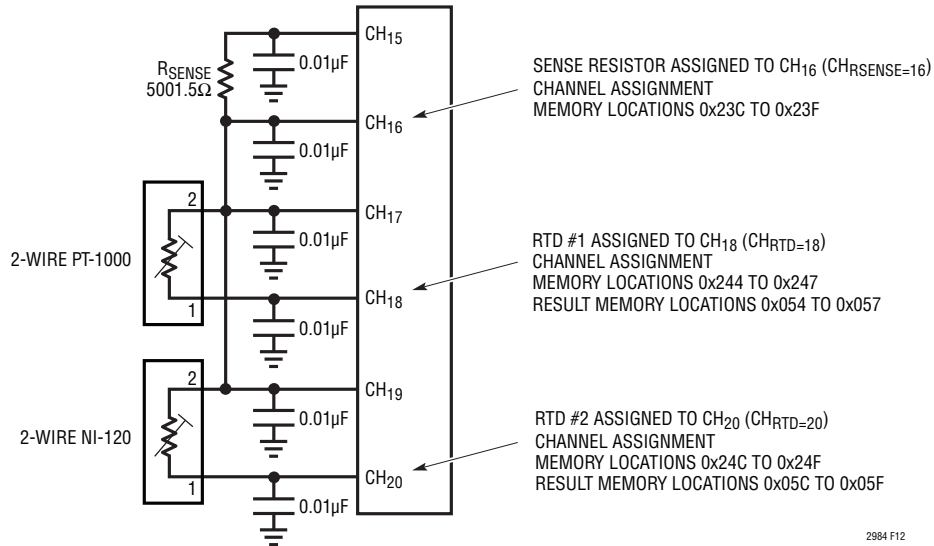 CH15
0.01µF
RSENSE
5001.5Ω
SENSE RESISTOR ASSIGNED TO CH16 (CHRSENSE=16)
CHANNEL ASSIGNMENT
MEMORY LOCATIONS 0x23C TO 0x23F
CH16
0.01µF
2
CH17
0.01µF
2-WIRE PT-1000
RTD #1 ASSIGNED TO CH18 (CHRTD=18)
CHANNEL ASSIGNMENT
MEMORY LOCATIONS 0x244 TO 0x247
RESULT MEMORY LOCATIONS 0x054 TO 0x057
1
CH18
0.01µF
2
CH19
0.01µF
2-WIRE NI-120
RTD #2 ASSIGNED TO CH20 (CHRTD=20)
CHANNEL ASSIGNMENT
MEMORY LOCATIONS 0x24C TO 0x24F
RESULT MEMORY LOCATIONS 0x05C TO 0x05F
1
CH20
0.01µF
2984 F12